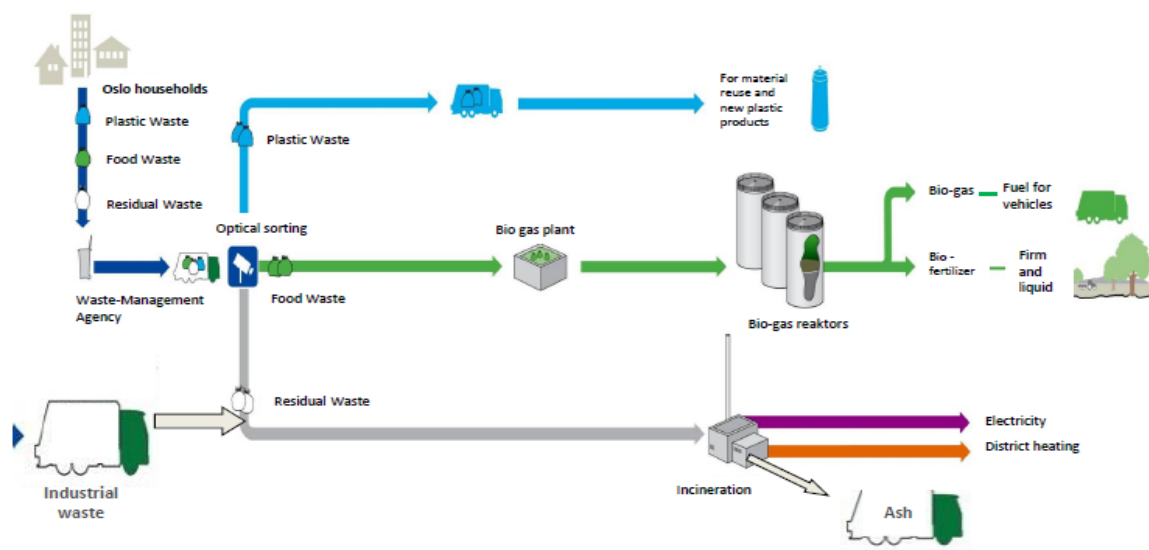 Oslo households
Plastic Waste
Food Waste
Residual Waste
Waste-Management
Agency
Optical sorting
Plastic Waste
For material
reuse and
new plastic
products
Food Waste
Bio gas plant
Bio-gas reaktors
Bio-gas
Fuel for
vehicles
Bio -
fertilizer
Firm
and
liquid
Residual Waste
Industrial
waste
Incineration
Electricity
District heating
Ash